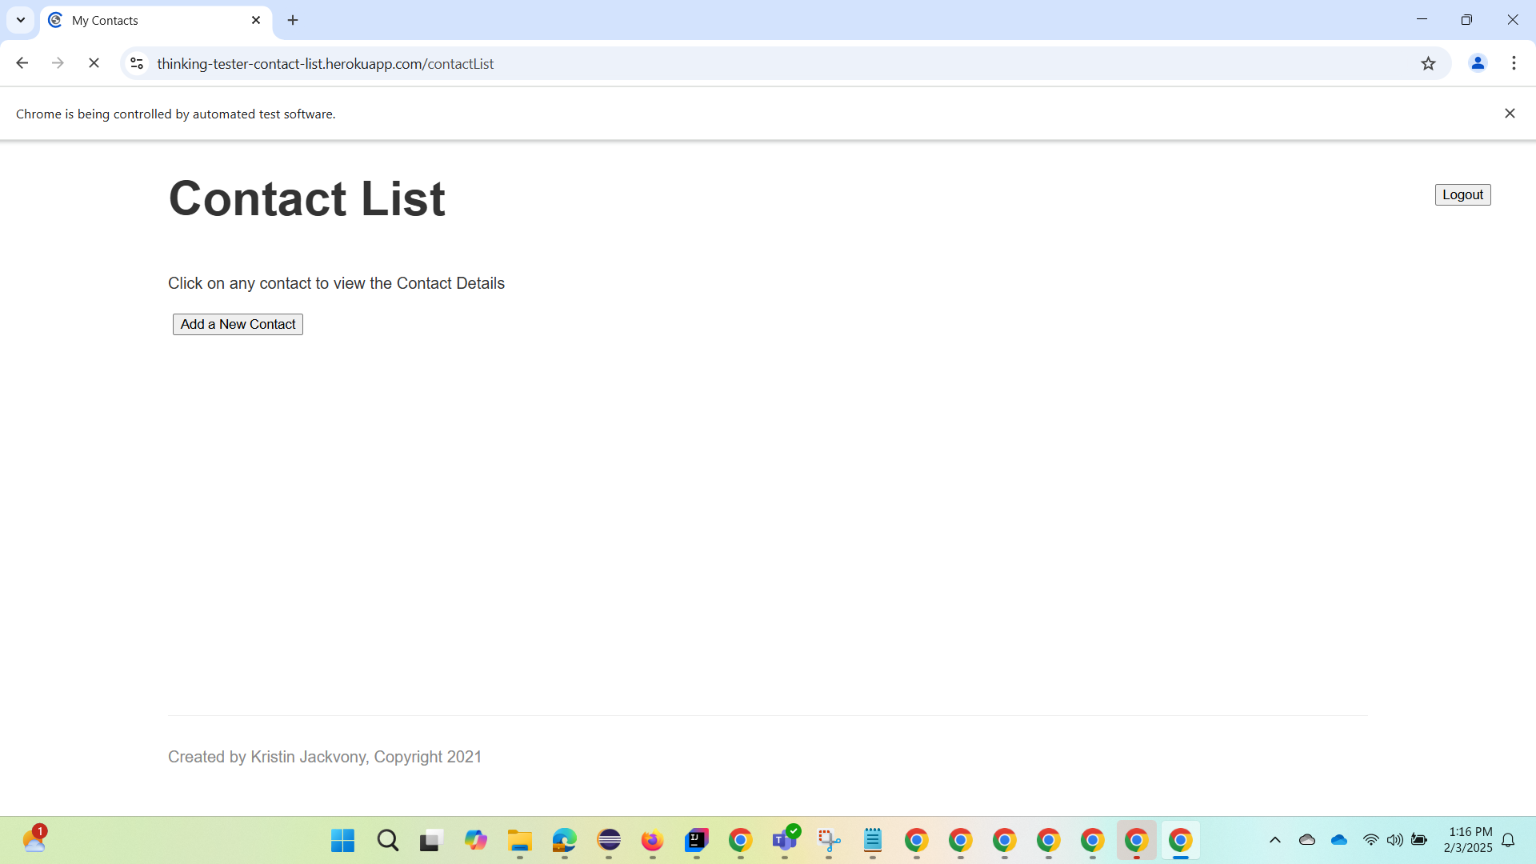 My Contacts
thinking-tester-contact-list.herokuapp.com/contactList
Chrome is being controlled by automated test software.
Contact List
Logout
Click on any contact to view the Contact Details
Add a New Contact
Created by Kristin Jackvony, Copyright 2021
1
1:16 PM
2/3/2025